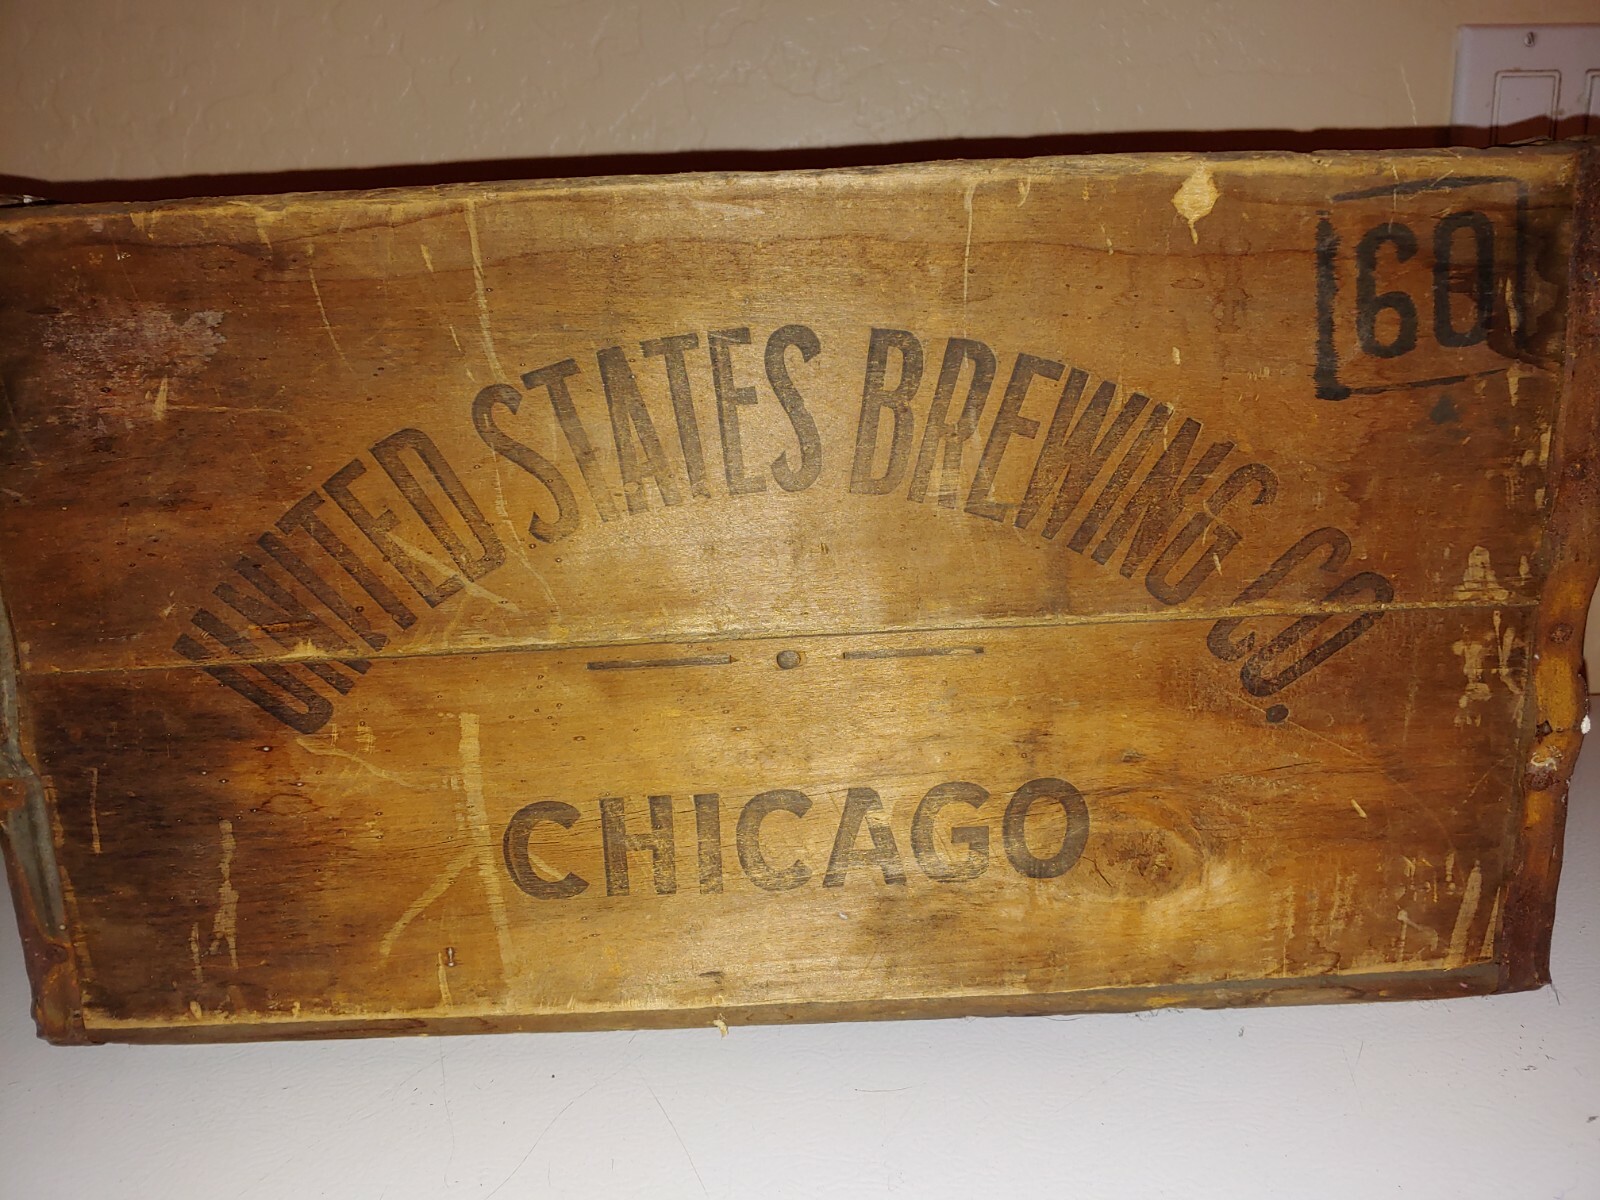 60
UNITED STATES BREWING CO.
CHICAGO